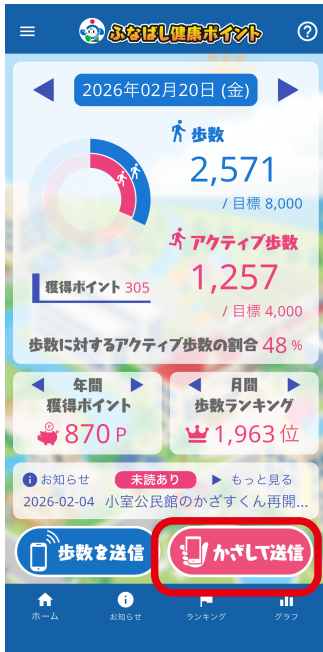 ふなばし健康ポイント
2026年02月20日 (金)
歩数
2,571
/ 目標 8,000
アクティブ歩数
1,257
/ 目標 4,000
獲得ポイント 305
歩数に対するアクティブ歩数の割合 48 %
年間
獲得ポイント
870 P
月間
歩数ランキング
1,963 位
お知らせ 未読あり もっと見る
2026-02-04 小室公民館のかざすくん再開...
歩数を送信
かざして送信
ホーム
お知らせ
ランキング
グラフ